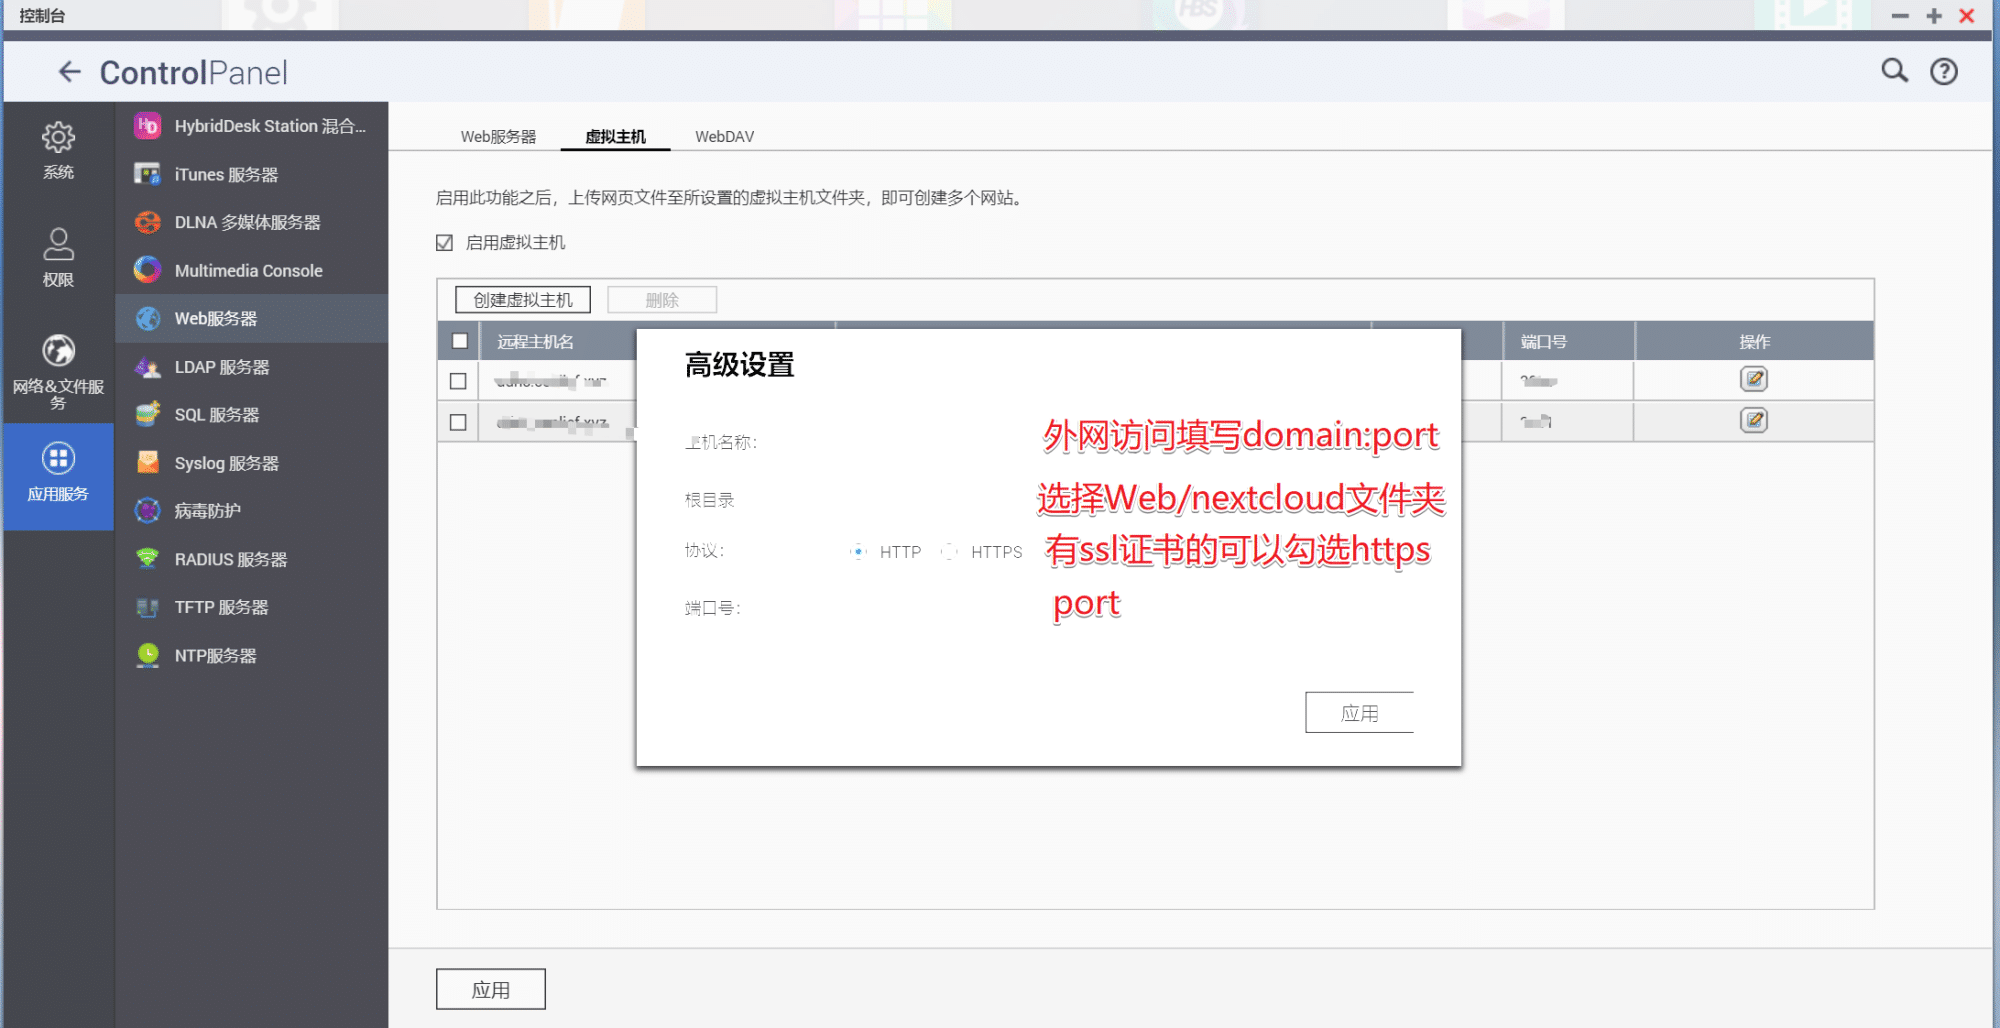 控制台
HBS
ControlPanel
系统
权限
网络&文件服
务
应用服务
HD
HybridDesk Station 混合...
iTunes 服务器
DLNA 多媒体服务器
Multimedia Console
Web服务器
LDAP 服务器
SQL 服务器
Syslog 服务器
病毒防护
RADIUS 服务器
TFTP 服务器
NTP服务器
Web服务器 虚拟主机 WebDAV
启用此功能之后，上传网页文件至所设置的虚拟主机文件夹，即可创建多个网站。
启用虚拟主机
创建虚拟主机 删除
远程主机名 端口号 操作
高级设置
主机名称: 外网访问填写domain:port
根目录 选择Web/nextcloud文件夹
协议: HTTP HTTPS 有ssl证书的可以勾选https
端口号: port
应用
应用